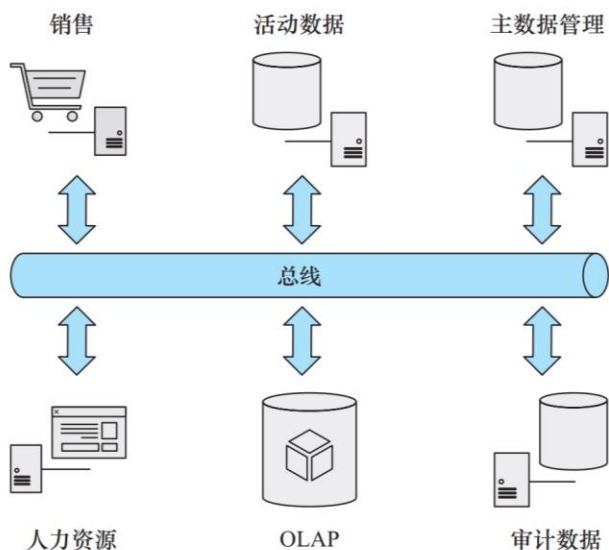 销售
活动数据
主数据管理
总线
人力资源
OLAP
审计数据